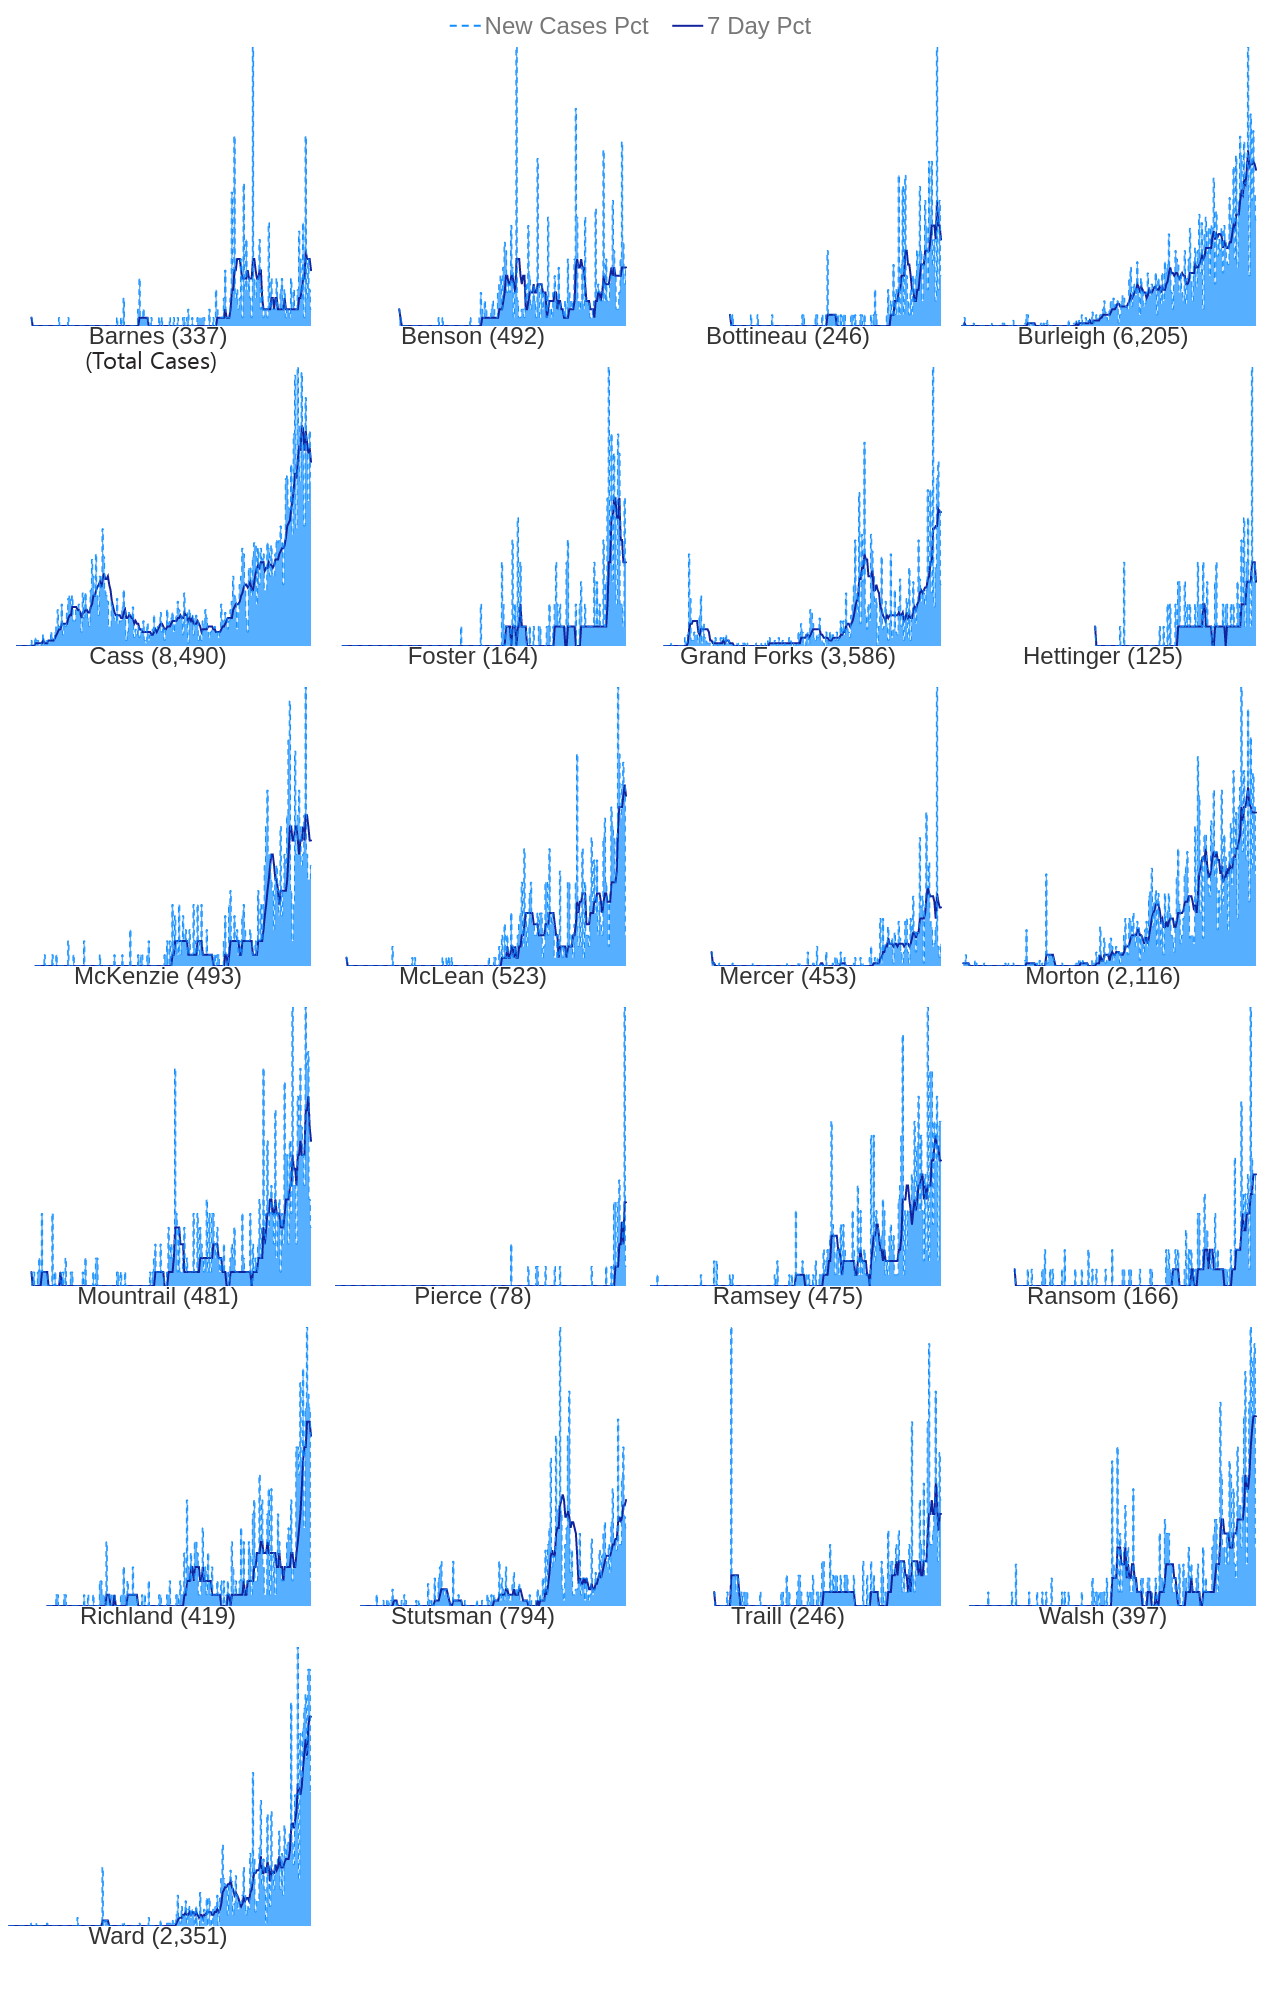 New Cases Pct 7 Day Pct
Barnes (337) Benson (492) Bottineau (246) Burleigh (6,205)
(Total Cases)
Cass (8,490) Foster (164) Grand Forks (3,586) Hettinger (125)
McKenzie (493) McLean (523) Mercer (453) Morton (2,116)
Mountrail (481) Pierce (78) Ramsey (475) Ransom (166)
Richland (419) Stutsman (794) Traill (246) Walsh (397)
Ward (2,351)